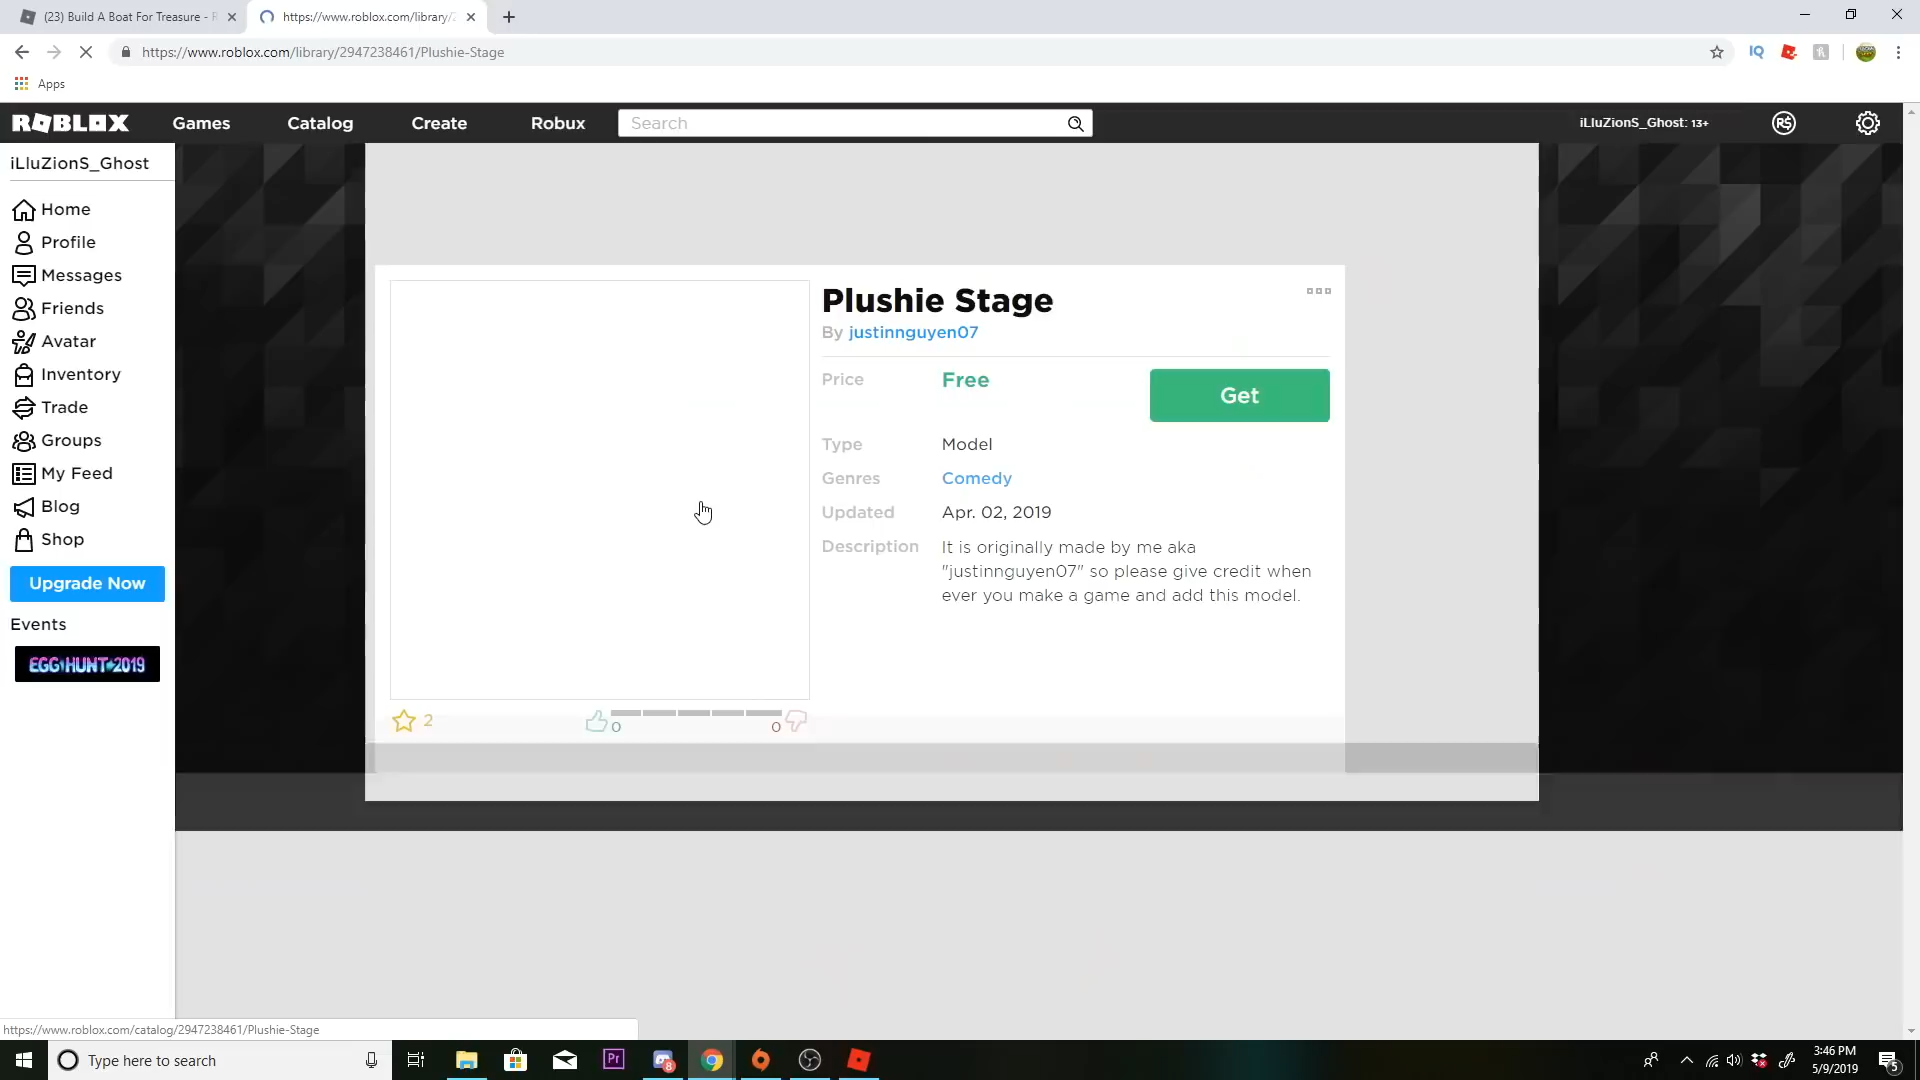 (23) Build A Boat For Treasure -
https://www.roblox.com/library/2
https://www.roblox.com/library/2947238461/Plushie-Stage
IQ
Apps
ROBLOX
Games
Catalog
Create
Robux
Search
iLluZionS_Ghost: 13+
R$
iLluZionS_Ghost
Home
Profile
Messages
Friends
Avatar
Inventory
Trade
Groups
My Feed
Blog
Shop
Upgrade Now
Events
EGG HUNT 2019
Plushie Stage
By justinnguyen07
Price
Free
Get
Type
Model
Genres
Comedy
Updated
Apr. 02, 2019
Description
It is originally made by me aka
"justinnguyen07" so please give credit when
ever you make a game and add this model.
2
0
0
https://www.roblox.com/catalog/2947238461/Plushie-Stage
Type here to search
Pr
8
3:46 PM
5/9/2019
5